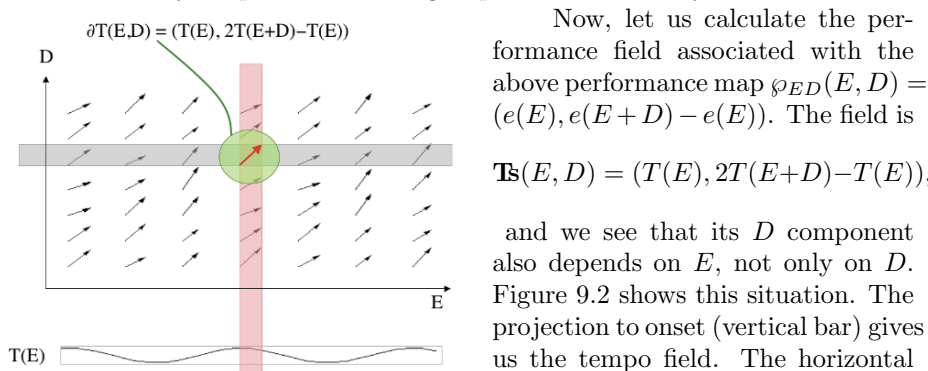 ∂T(E,D) = (T(E), 2T(E+D)−T(E))
D
E
T(E)
Now, let us calculate the per-
formance field associated with the
above performance map ℘_{ED}(E, D) =
(e(E), e(E + D) − e(E)). The field is
Ts(E, D) = (T(E), 2T(E+D)−T(E)),
and we see that its D component
also depends on E, not only on D.
Figure 9.2 shows this situation. The
projection to onset (vertical bar) gives
us the tempo field. The horizontal